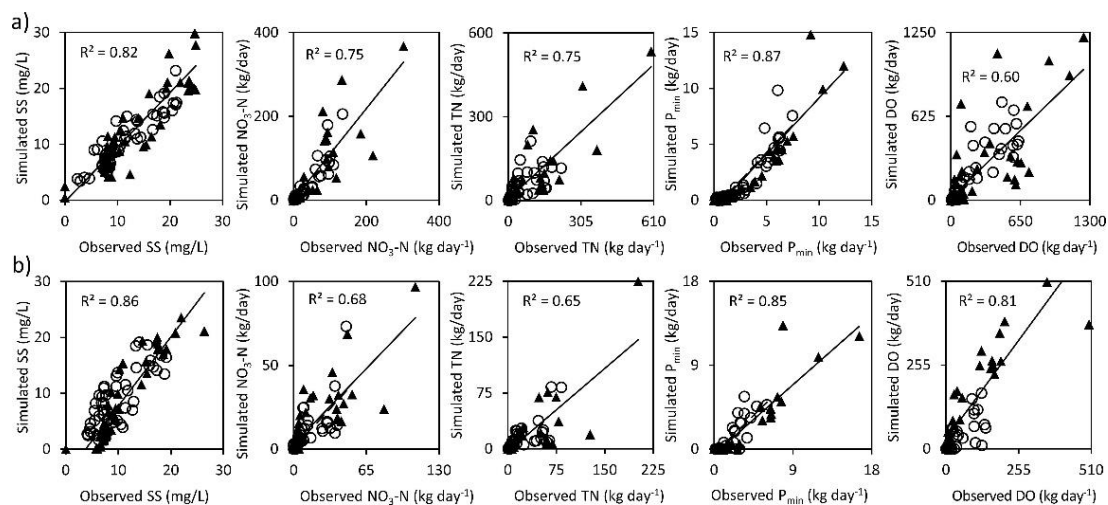 a)
Simulated SS (mg/L)
30
20
10
0
R² = 0.82
0 10 20 30
Observed SS (mg/L)
Simulated NO₃-N (kg/day)
400
200
0
R² = 0.75
0 150 300
Observed NO₃-N (kg day⁻¹)
Simulated TN (kg/day)
600
300
0
R² = 0.75
0 305 610
Observed TN (kg day⁻¹)
Simulated Pmin (kg/day)
15
10
5
0
R² = 0.87
0 5 10 15
Observed Pmin (kg day⁻¹)
Simulated DO (kg/day)
1250
625
0
R² = 0.60
0 650 1300
Observed DO (kg day⁻¹)
b)
Simulated SS (mg/L)
30
20
10
0
R² = 0.86
0 10 20 30
Observed SS (mg/L)
Simulated NO₃-N (kg/day)
100
50
0
R² = 0.68
0 65 130
Observed NO₃-N (kg day⁻¹)
Simulated TN (kg/day)
225
150
75
0
R² = 0.65
0 75 150 225
Observed TN (kg day⁻¹)
Simulated Pmin (kg/day)
18
9
0
R² = 0.85
0 9 18
Observed Pmin (kg day⁻¹)
Simulated DO (kg/day)
510
255
0
R² = 0.81
0 255 510
Observed DO (kg day⁻¹)